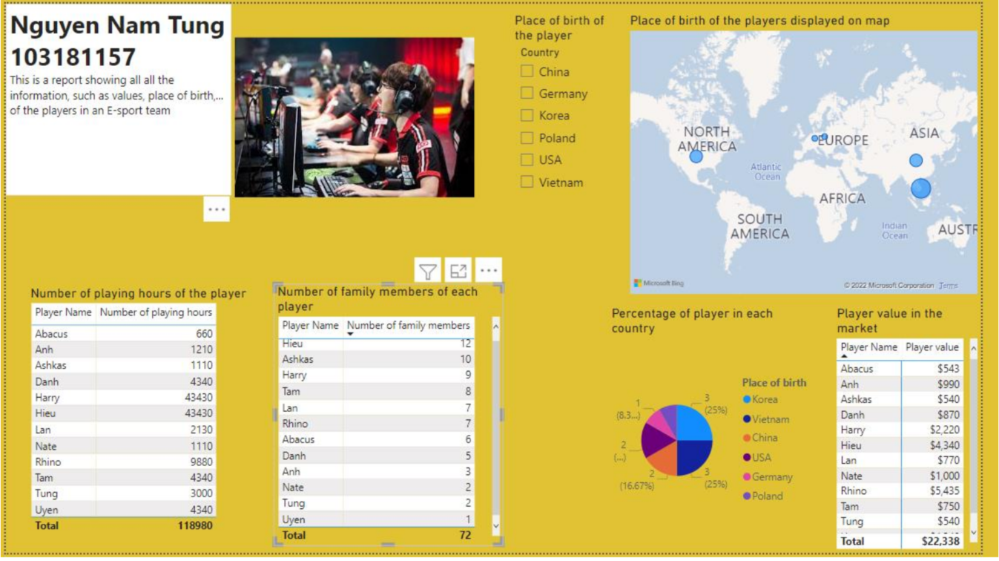 Nguyen Nam Tung
103181157
This is a report showing all all the
information, such as values, place of birth,...
of the players in an E-sport team
Place of birth of
the player
Country
China
Germany
Korea
Poland
USA
Vietnam
Place of birth of the players displayed on map
NORTH
AMERICA
EUROPE
ASIA
Atlantic
Ocean
AFRICA
SOUTH
AMERICA
Indian
Ocean
AUSTR
Microsoft Bing
© 2022 Microsoft Corporation Terms
Number of playing hours of the player
Player Name Number of playing hours
Abacus 660
Anh 1210
Ashkas 1110
Danh 4340
Harry 43430
Hieu 43430
Lan 2130
Nate 1110
Rhino 9880
Tam 4340
Tung 3000
Uyen 4340
Total 118980
Number of family members of each
player
Player Name Number of family members
Hieu 12
Ashkas 10
Harry 9
Tam 8
Lan 7
Rhino 7
Abacus 6
Danh 5
Anh 3
Nate 2
Tung 2
Uyen 1
Total 72
Percentage of player in each
country
3
(25%)
3
(25%)
2
(16.67%)
2
(...)
1
(8.3...)
Place of birth
Korea
Vietnam
China
USA
Germany
Poland
Player value in the
market
Player Name Player value
Abacus $543
Anh $990
Ashkas $540
Danh $870
Harry $2,220
Hieu $4,340
Lan $770
Nate $1,000
Rhino $5,435
Tam $750
Tung $540
Total $22,338